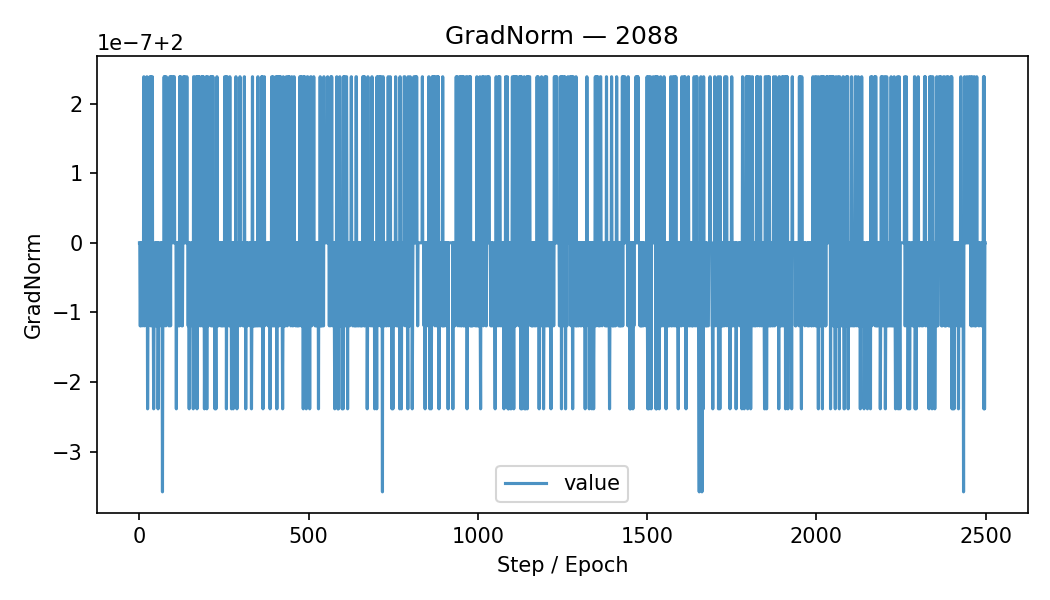 GradNorm — 2088
1e−7+2
2
1
0
−1
−2
−3
GradNorm
value
0 500 1000 1500 2000 2500
Step / Epoch